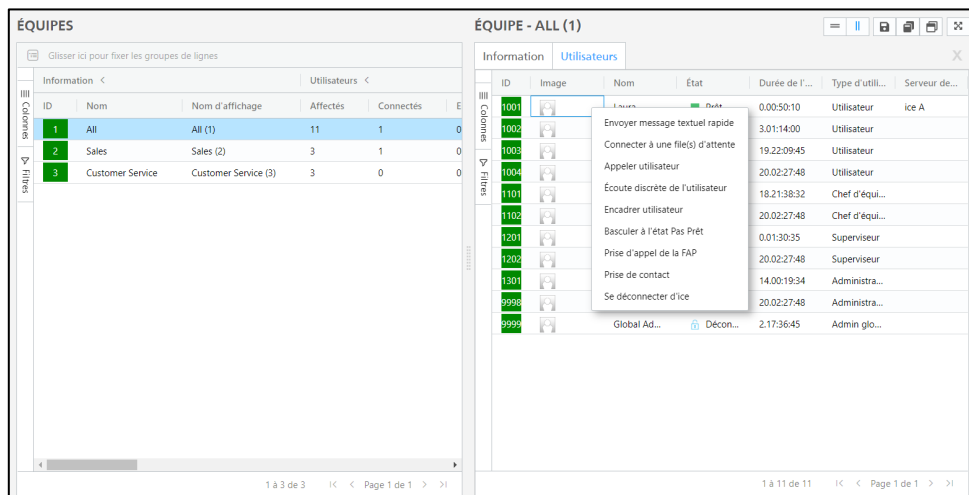 ÉQUIPES
Glisser ici pour fixer les groupes de lignes
Information < Utilisateurs <
ID Nom Nom d'affichage Affectés Connectés E
1 All All (1) 11 1 0
2 Sales Sales (2) 3 1 0
3 Customer Service Customer Service (3) 3 0 0
Colonnes
Filtres
1 à 3 de 3 Page 1 de 1
ÉQUIPE - ALL (1)
Information Utilisateurs X
ID Image Nom État Durée de l'... Type d'utili... Serveur de...
1001 Laura Prêt 0.00:50:10 Utilisateur ice A
1002 3.01:14:00 Utilisateur
1003 19.22:09:45 Utilisateur
1004 20.02:27:48 Utilisateur
1101 18.21:38:32 Chef d'équi...
1102 20.02:27:48 Chef d'équi...
1201 0.01:30:35 Superviseur
1202 20.02:27:48 Superviseur
1301 14.00:19:34 Administra...
9998 20.02:27:48 Administra...
9999 Global Ad... Décon... 2.17:36:45 Admin glo...
Colonnes
Filtres
Envoyer message textuel rapide
Connecter à une file(s) d'attente
Appeler utilisateur
Écoute discrète de l'utilisateur
Encadrer utilisateur
Basculer à l'état Pas Prêt
Prise d'appel de la FAP
Prise de contact
Se déconnecter d'ice
1 à 11 de 11 Page 1 de 1